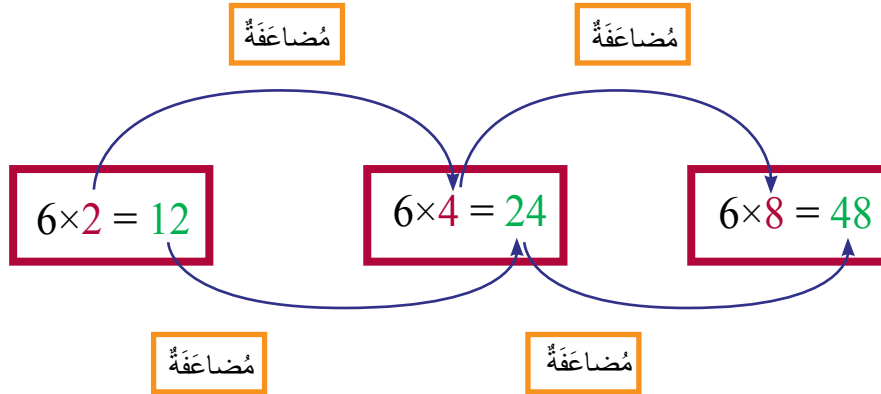 مُضاعَفَةٌ
مُضاعَفَةٌ
6×2 = 12
6×4 = 24
6×8 = 48
مُضاعَفَةٌ
مُضاعَفَةٌ